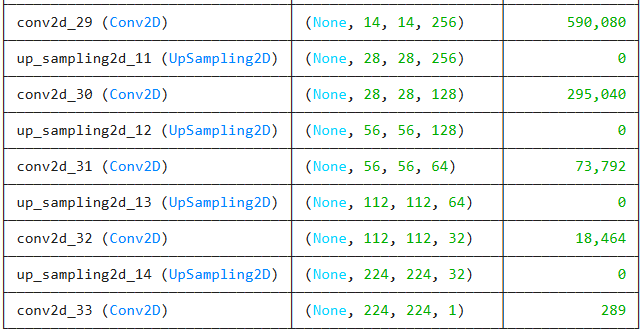 conv2d_29 (Conv2D) (None, 14, 14, 256) 590,080
up_sampling2d_11 (UpSampling2D) (None, 28, 28, 256) 0
conv2d_30 (Conv2D) (None, 28, 28, 128) 295,040
up_sampling2d_12 (UpSampling2D) (None, 56, 56, 128) 0
conv2d_31 (Conv2D) (None, 56, 56, 64) 73,792
up_sampling2d_13 (UpSampling2D) (None, 112, 112, 64) 0
conv2d_32 (Conv2D) (None, 112, 112, 32) 18,464
up_sampling2d_14 (UpSampling2D) (None, 224, 224, 32) 0
conv2d_33 (Conv2D) (None, 224, 224, 1) 289